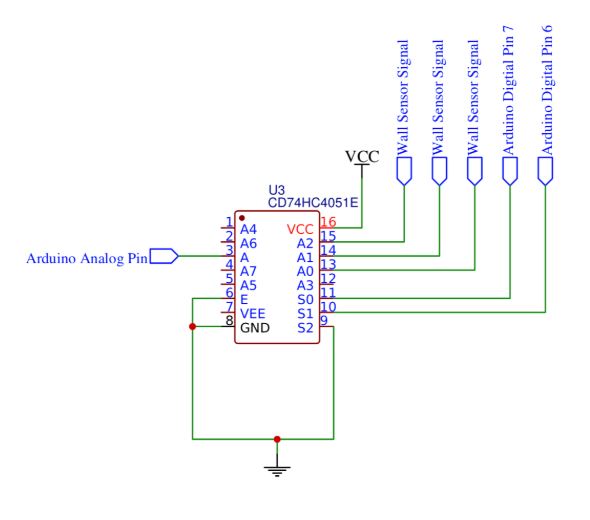 Wall Sensor Signal
Wall Sensor Signal
Wall Sensor Signal
Arduino Digtial Pin 7
Arduino Digital Pin 6
VCC
U3
CD74HC4051E
Arduino Analog Pin
1 A4 VCC 16
2 A6 A2 15
3 A A1 14
4 A7 A0 13
5 A5 A3 12
6 E S0 11
7 VEE S1 10
8 GND S2 9